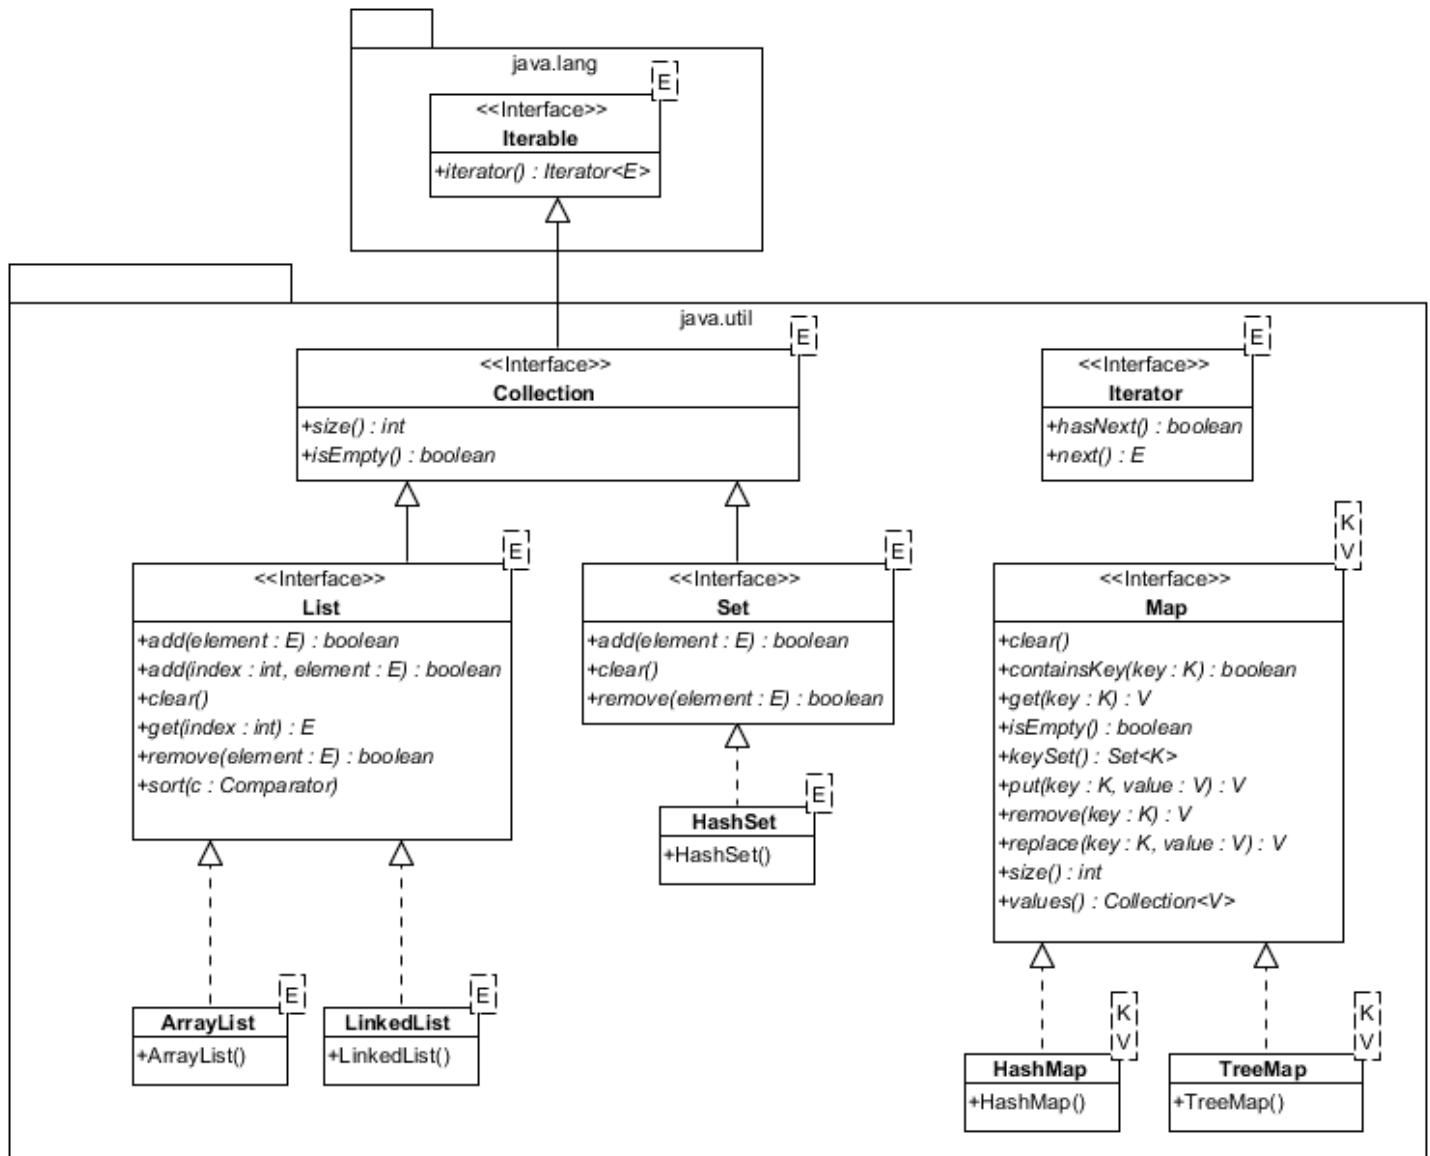 java.lang
E
<<Interface>>
Iterable
+iterator() : Iterator<E>
java.util
E
<<Interface>>
Collection
+size() : int
+isEmpty() : boolean
E
<<Interface>>
Iterator
+hasNext() : boolean
+next() : E
E
<<Interface>>
List
+add(element : E) : boolean
+add(index : int, element : E) : boolean
+clear()
+get(index : int) : E
+remove(element : E) : boolean
+sort(c : Comparator)
E
<<Interface>>
Set
+add(element : E) : boolean
+clear()
+remove(element : E) : boolean
K
V
<<Interface>>
Map
+clear()
+containsKey(key : K) : boolean
+get(key : K) : V
+isEmpty() : boolean
+keySet() : Set<K>
+put(key : K, value : V) : V
+remove(key : K) : V
+replace(key : K, value : V) : V
+size() : int
+values() : Collection<V>
E
HashSet
+HashSet()
E
ArrayList
+ArrayList()
E
LinkedList
+LinkedList()
K
V
HashMap
+HashMap()
K
V
TreeMap
+TreeMap()